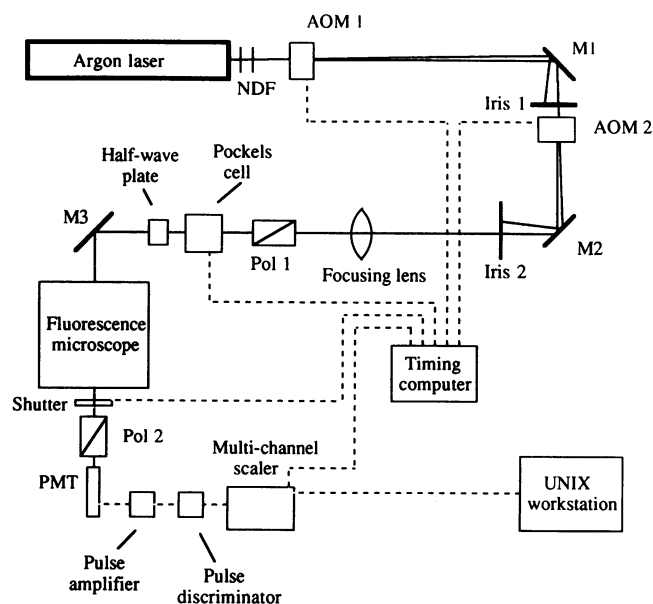 AOM 1
Argon laser
NDF
M1
Iris 1
AOM 2
Half-wave
plate
Pockels
cell
M3
Pol 1
Focusing lens
Iris 2
M2
Fluorescence
microscope
Timing
computer
Shutter
Pol 2
Multi-channel
scaler
PMT
UNIX
workstation
Pulse
amplifier
Pulse
discriminator